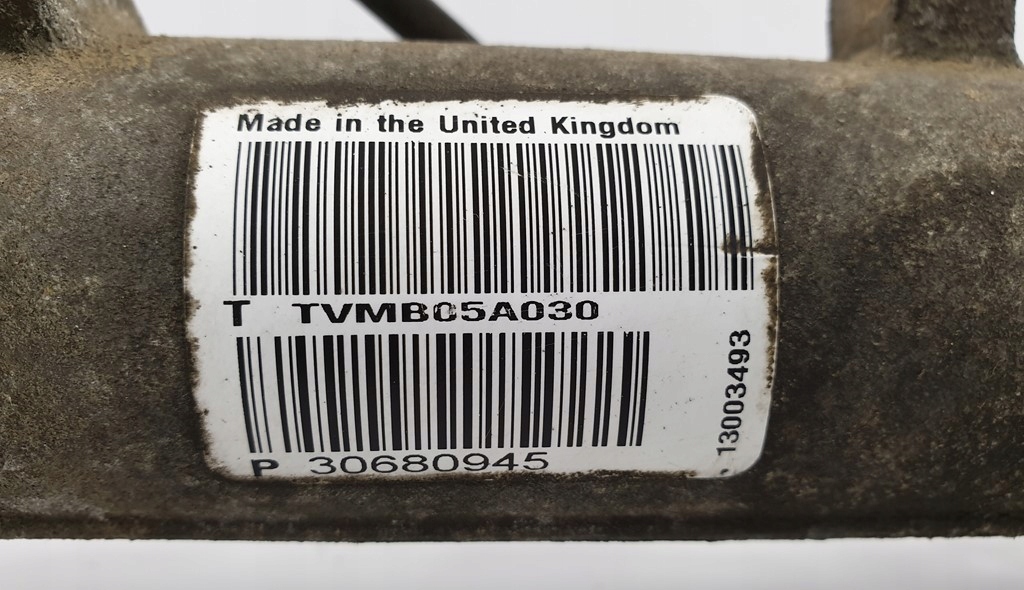 Made in the United Kingdom
T TVMB05A030
P 30680945
13003493